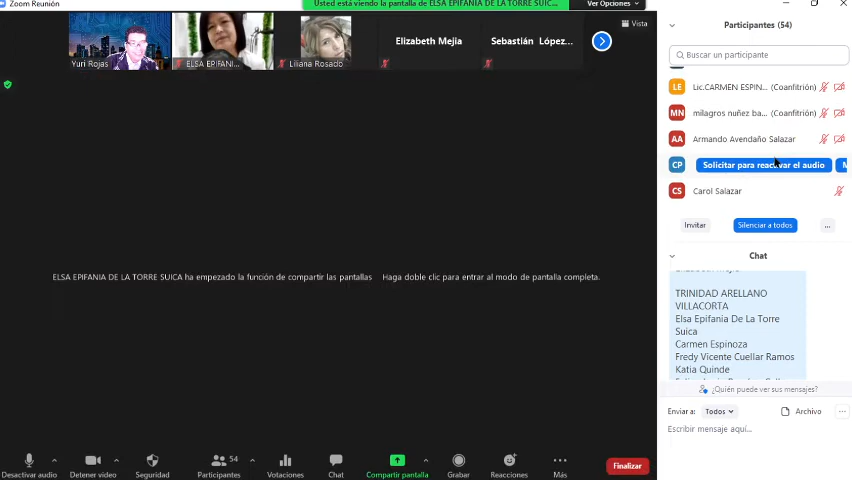 Zoom Reunión
Usted está viendo la pantalla de ELSA EPIFANIA DE LA TORRE SUIC...
Ver Opciones
Vista
Yuri Rojas
ELSA EPIFANI...
Liliana Rosado
Elizabeth Mejia
Sebastián López...
ELSA EPIFANIA DE LA TORRE SUICA ha empezado la función de compartir las pantallas Haga doble clic para entrar al modo de pantalla completa.
Participantes (54)
Buscar un participante
LE Lic.CARMEN ESPIN... (Coanfitrión)
MN milagros nuñez ba... (Coanfitrión)
AA Armando Avendaño Salazar
CP Solicitar para reactivar el audio M
CS Carol Salazar
Invitar Silenciar a todos ...
Chat
TRINIDAD ARELLANO
VILLACORTA
Elsa Epifania De La Torre
Suica
Carmen Espinoza
Fredy Vicente Cuellar Ramos
Katia Quinde
¿Quién puede ver sus mensajes?
Enviar a: Todos Archivo ...
Escribir mensaje aquí...
54
Desactivar audio Detener video Seguridad Participantes Votaciones Chat Compartir pantalla Grabar Reacciones Más Finalizar